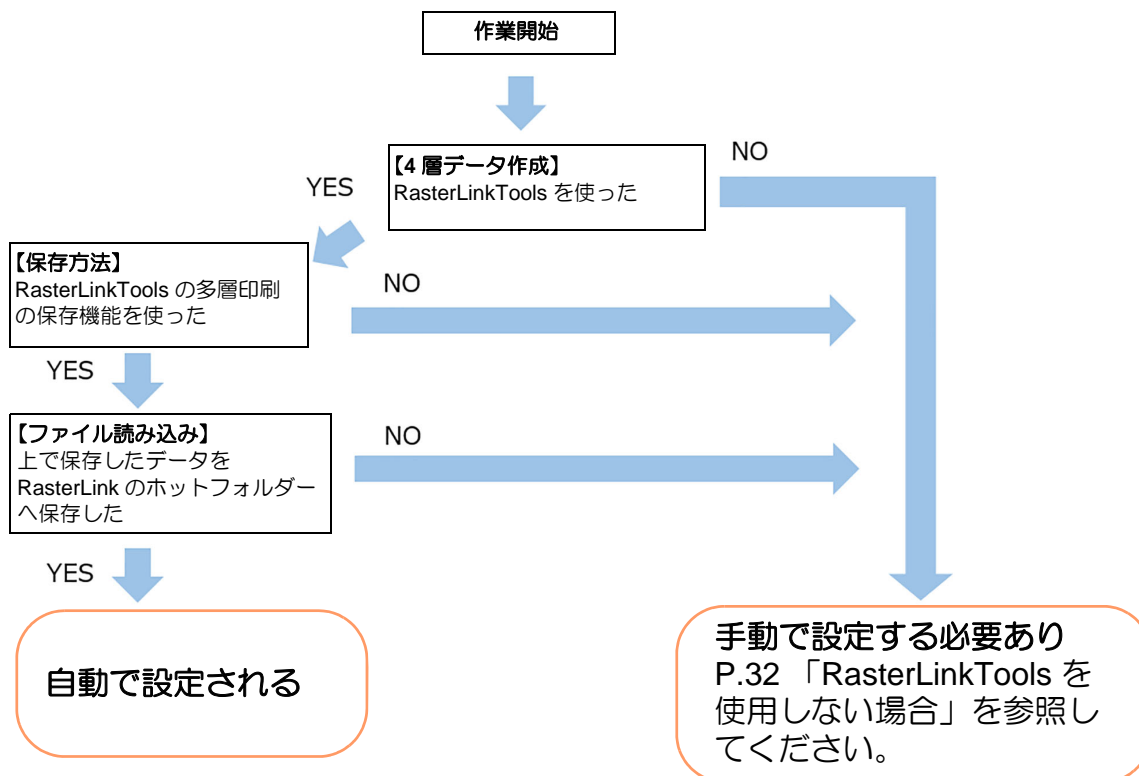 作業開始
【4 層データ作成】
RasterLinkTools を使った
NO
YES
【保存方法】
RasterLinkTools の多層印刷
の保存機能を使った
NO
YES
【ファイル読み込み】
上で保存したデータを
RasterLink のホットフォルダー
へ保存した
NO
YES
自動で設定される
手動で設定する必要あり
P.32 「RasterLinkTools を
使用しない場合」を参照し
てください。